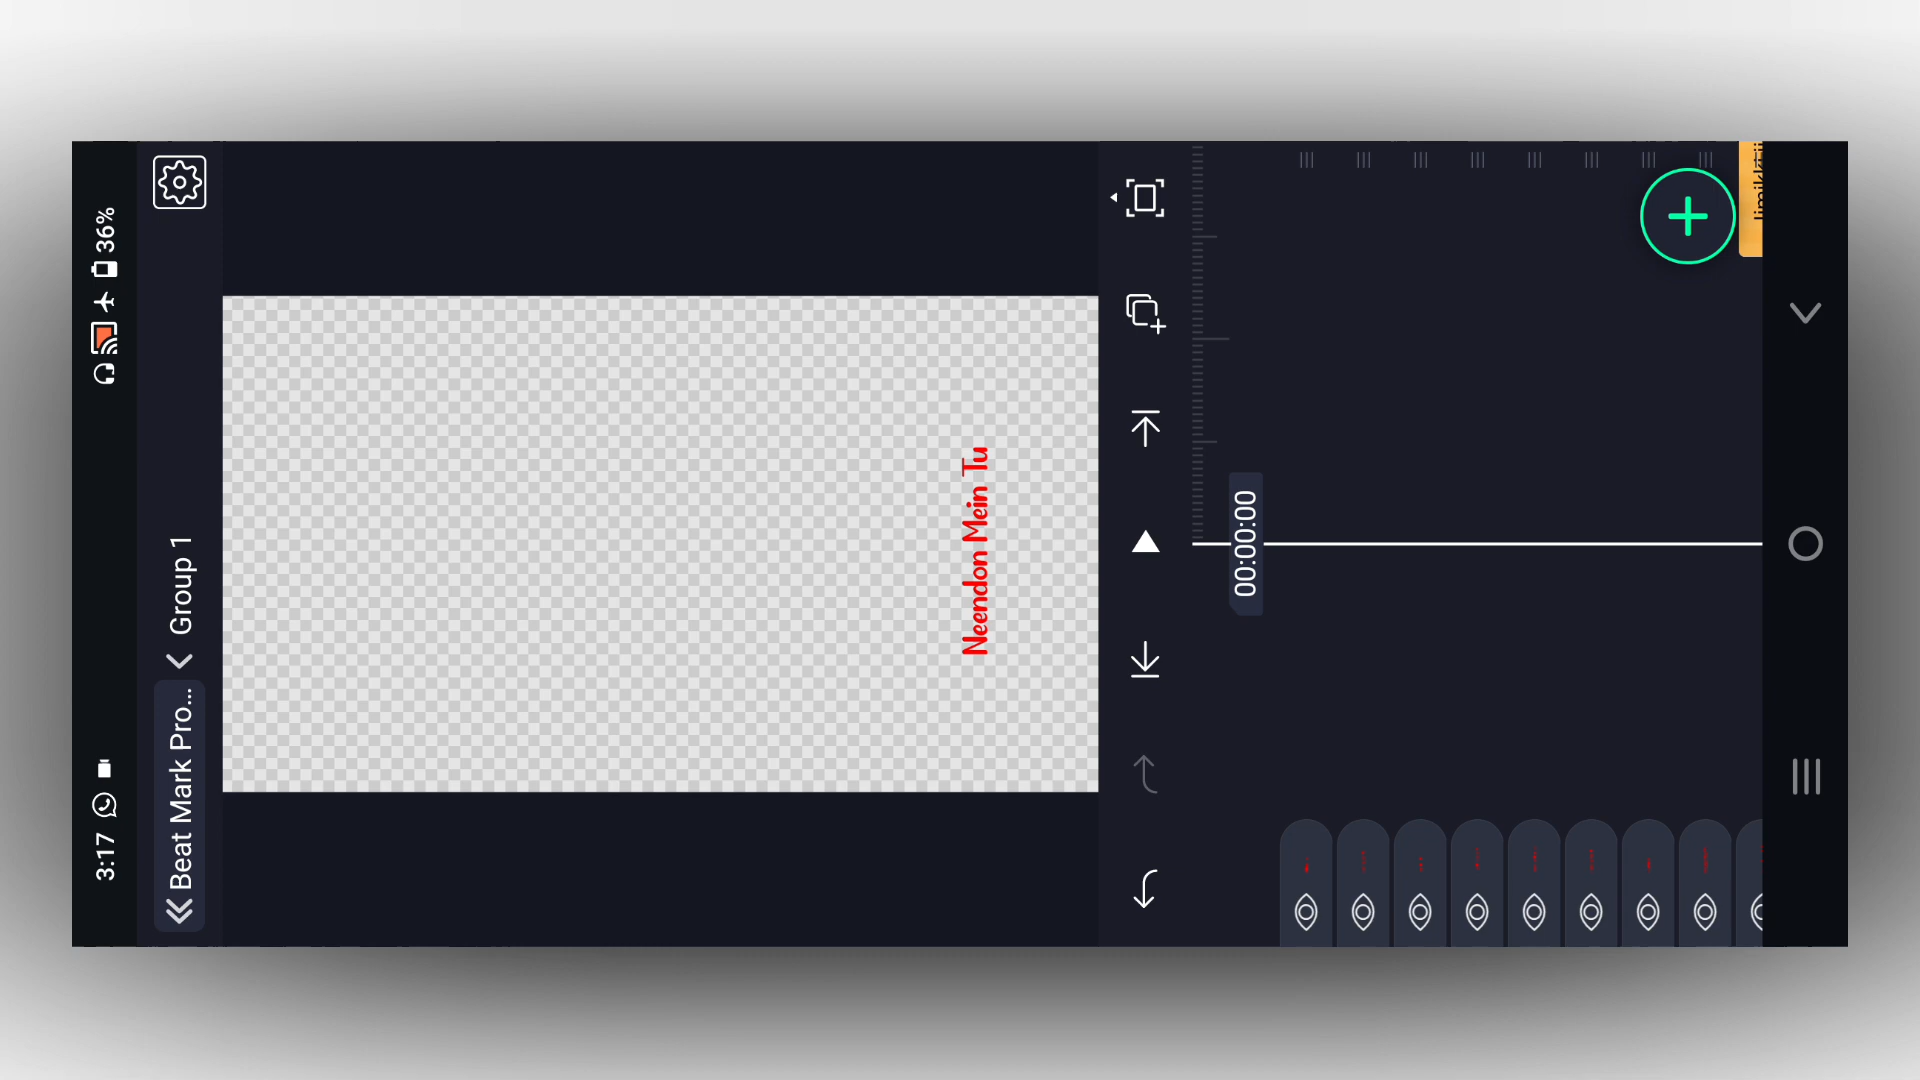 3:17
36%
Beat Mark Pro...
Group 1
Neendon Mein Tu
00:00:00